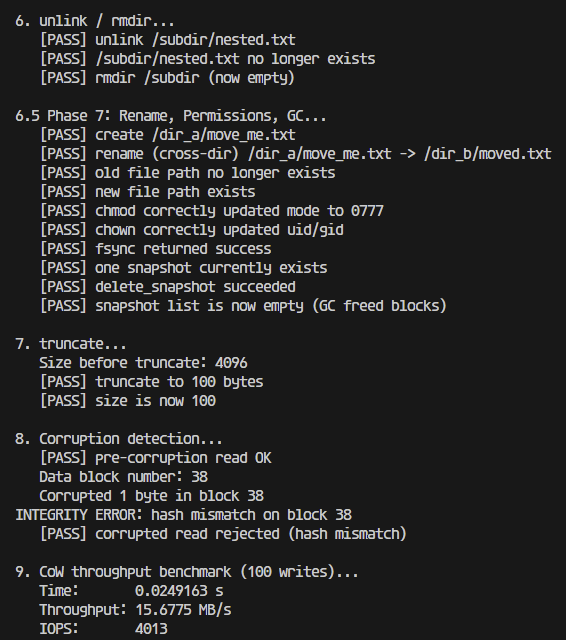 6. unlink / rmdir...
[PASS] unlink /subdir/nested.txt
[PASS] /subdir/nested.txt no longer exists
[PASS] rmdir /subdir (now empty)
6.5 Phase 7: Rename, Permissions, GC...
[PASS] create /dir_a/move_me.txt
[PASS] rename (cross-dir) /dir_a/move_me.txt -> /dir_b/moved.txt
[PASS] old file path no longer exists
[PASS] new file path exists
[PASS] chmod correctly updated mode to 0777
[PASS] chown correctly updated uid/gid
[PASS] fsync returned success
[PASS] one snapshot currently exists
[PASS] delete_snapshot succeeded
[PASS] snapshot list is now empty (GC freed blocks)
7. truncate...
Size before truncate: 4096
[PASS] truncate to 100 bytes
[PASS] size is now 100
8. Corruption detection...
[PASS] pre-corruption read OK
Data block number: 38
Corrupted 1 byte in block 38
INTEGRITY ERROR: hash mismatch on block 38
[PASS] corrupted read rejected (hash mismatch)
9. CoW throughput benchmark (100 writes)...
Time: 0.0249163 s
Throughput: 15.6775 MB/s
IOPS: 4013